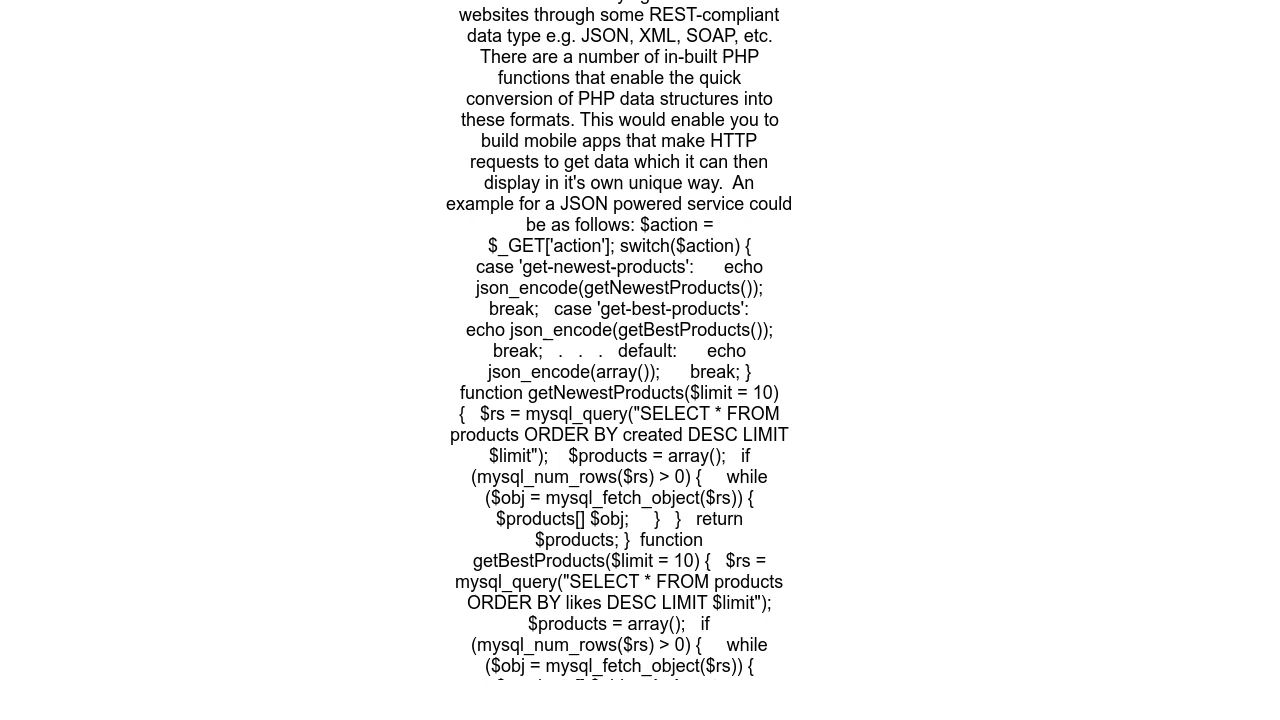 websites through some REST-compliant
data type e.g. JSON, XML, SOAP, etc.
There are a number of in-built PHP
functions that enable the quick
conversion of PHP data structures into
these formats. This would enable you to
build mobile apps that make HTTP
requests to get data which it can then
display in it's own unique way.  An
example for a JSON powered service could
be as follows: $action =
$_GET['action']; switch($action) {
case 'get-newest-products':      echo
json_encode(getNewestProducts());
break;   case 'get-best-products':
echo json_encode(getBestProducts());
break;   .   .   .   default:      echo
json_encode(array());      break; }
function getNewestProducts($limit = 10)
{   $rs = mysql_query("SELECT * FROM
products ORDER BY created DESC LIMIT
$limit");    $products = array();   if
(mysql_num_rows($rs) > 0) {     while
($obj = mysql_fetch_object($rs)) {
$products[] $obj;     }   }   return
$products; }  function
getBestProducts($limit = 10) {   $rs =
mysql_query("SELECT * FROM products
ORDER BY likes DESC LIMIT $limit");
$products = array();   if
(mysql_num_rows($rs) > 0) {     while
($obj = mysql_fetch_object($rs)) {